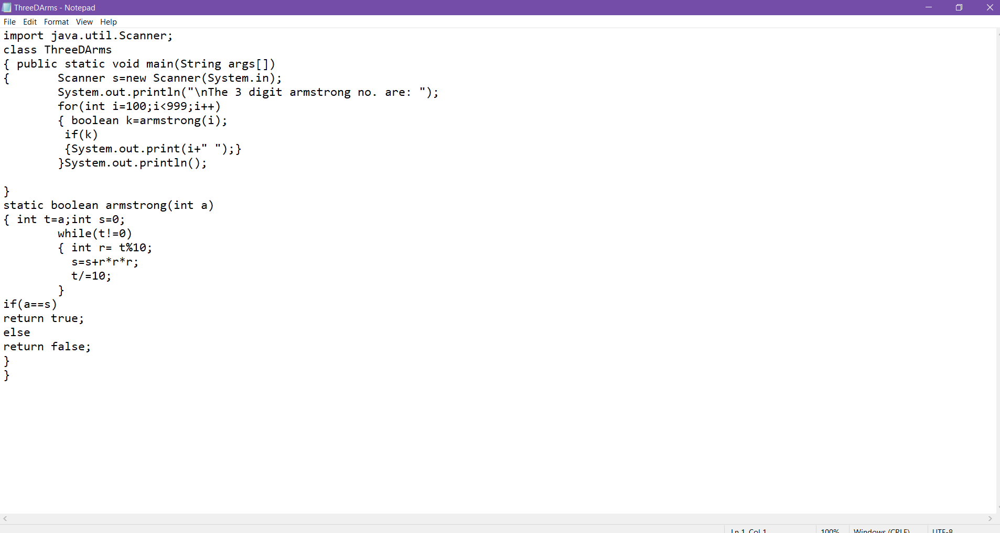 ThreeDArms - Notepad
File Edit Format View Help
import java.util.Scanner;
class ThreeDArms
{ public static void main(String args[])
{       Scanner s=new Scanner(System.in);
        System.out.println("\nThe 3 digit armstrong no. are: ");
        for(int i=100;i<999;i++)
        { boolean k=armstrong(i);
         if(k)
         {System.out.print(i+" ");}
        }System.out.println();
}
static boolean armstrong(int a)
{ int t=a;int s=0;
        while(t!=0)
        { int r= t%10;
          s=s+r*r*r;
          t/=10;
        }
if(a==s)
return true;
else
return false;
}
}
Ln 1, Col 1 100% Windows (CRLF) UTF-8